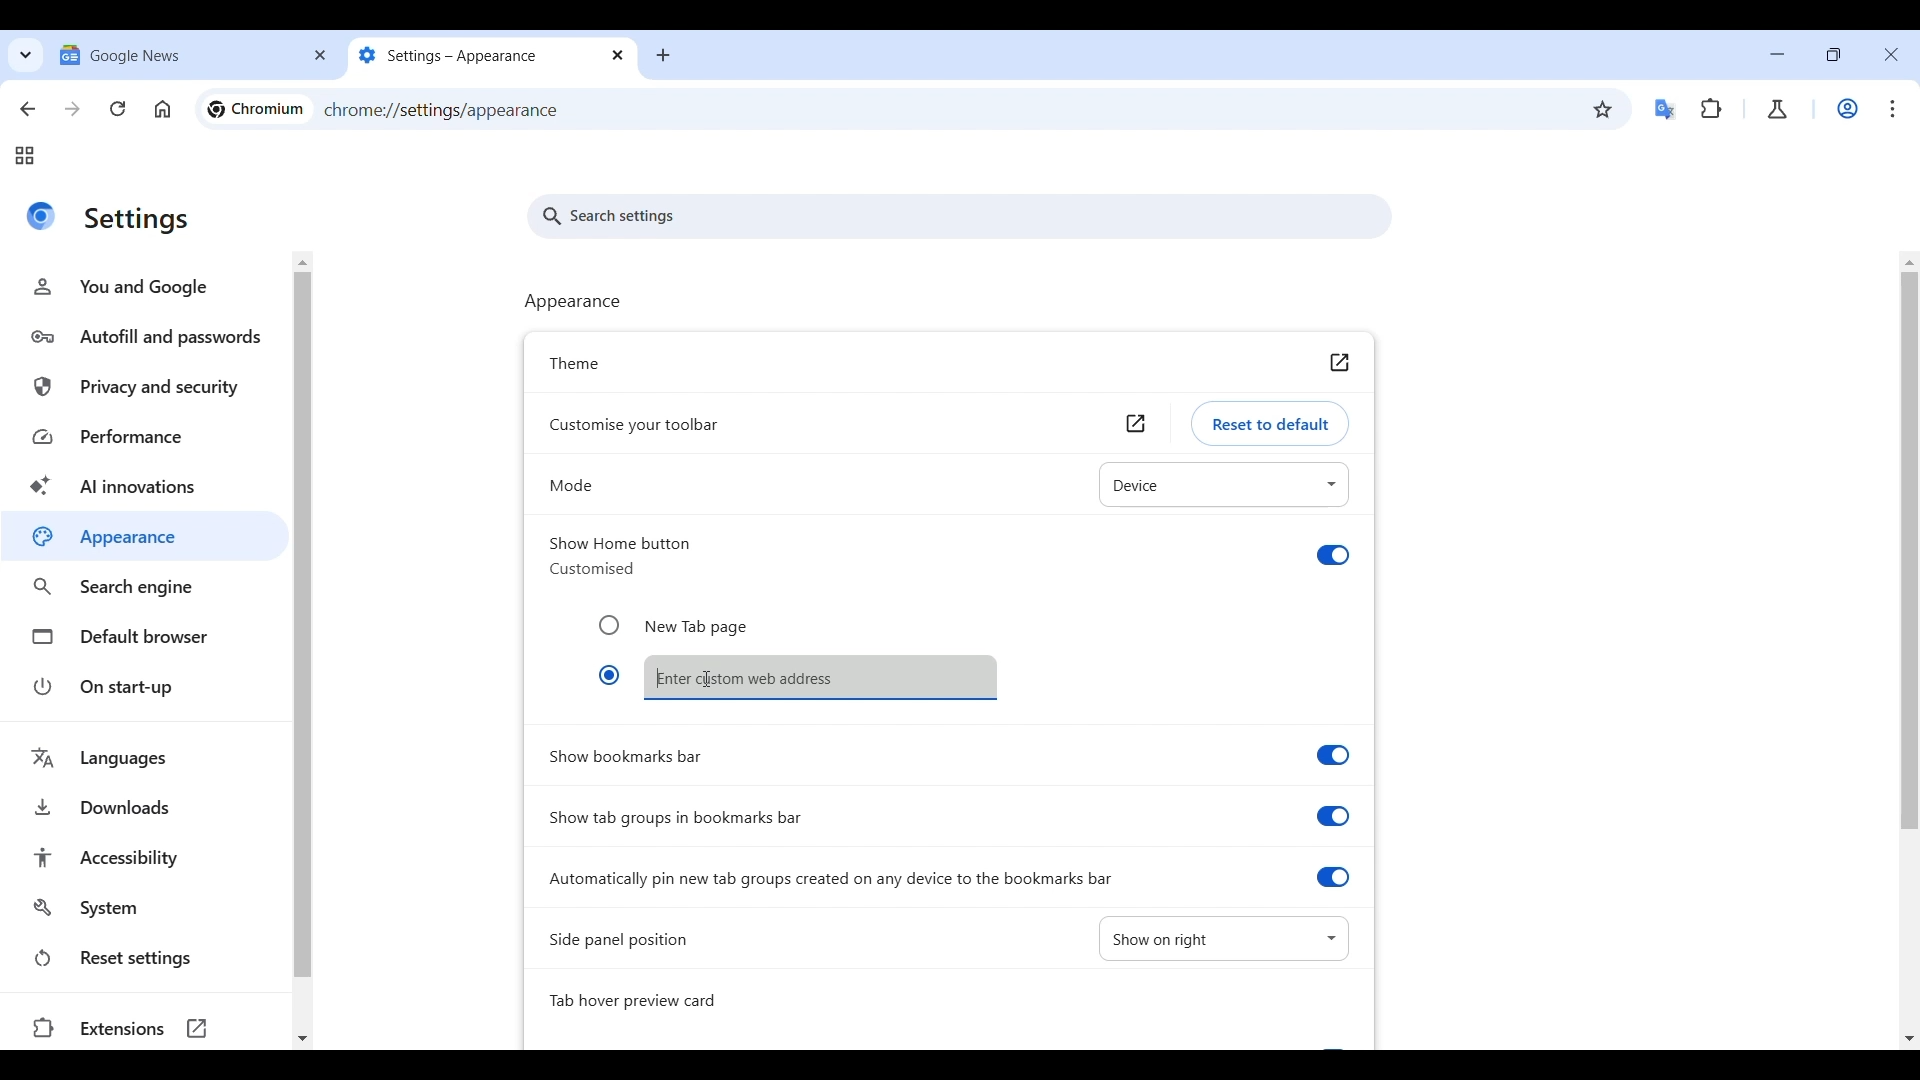 Google News
Settings – Appearance
Chromium
chrome://settings/appearance
Settings
Search settings
You and Google
Autofill and passwords
Privacy and security
Performance
AI innovations
Appearance
Search engine
Default browser
On start-up
Languages
Downloads
Accessibility
System
Reset settings
Extensions
Appearance
Theme
Customise your toolbar
Reset to default
Mode
Device
Show Home button
Customised
New Tab page
Enter custom web address
Show bookmarks bar
Show tab groups in bookmarks bar
Automatically pin new tab groups created on any device to the bookmarks bar
Side panel position
Show on right
Tab hover preview card